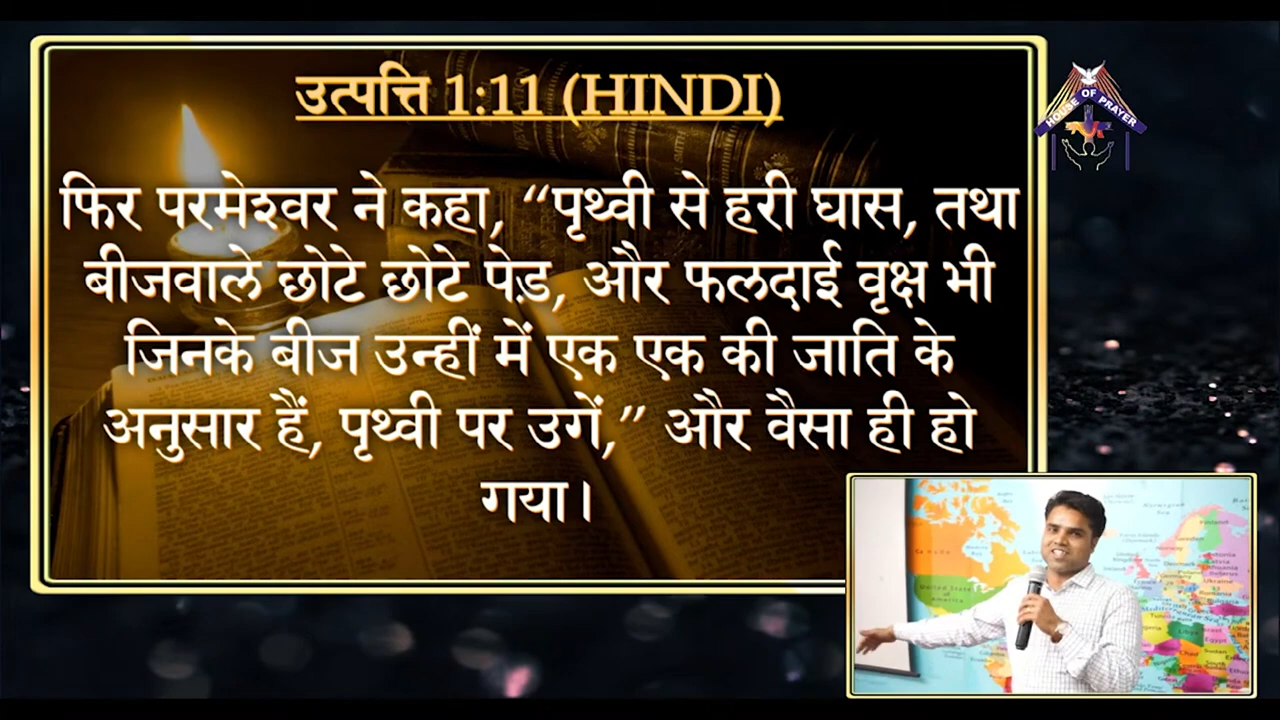 उत्पत्ति 1:11 (HINDI)
HOUSE OF PRAYER
फिर परमेश्वर ने कहा, “पृथ्वी से हरी घास, तथा
बीजवाले छोटे छोटे पेड़, और फलदाई वृक्ष भी
जिनके बीज उन्हीं में एक एक की जाति के
अनुसार हैं, पृथ्वी पर उगें,” और वैसा ही हो
गया।